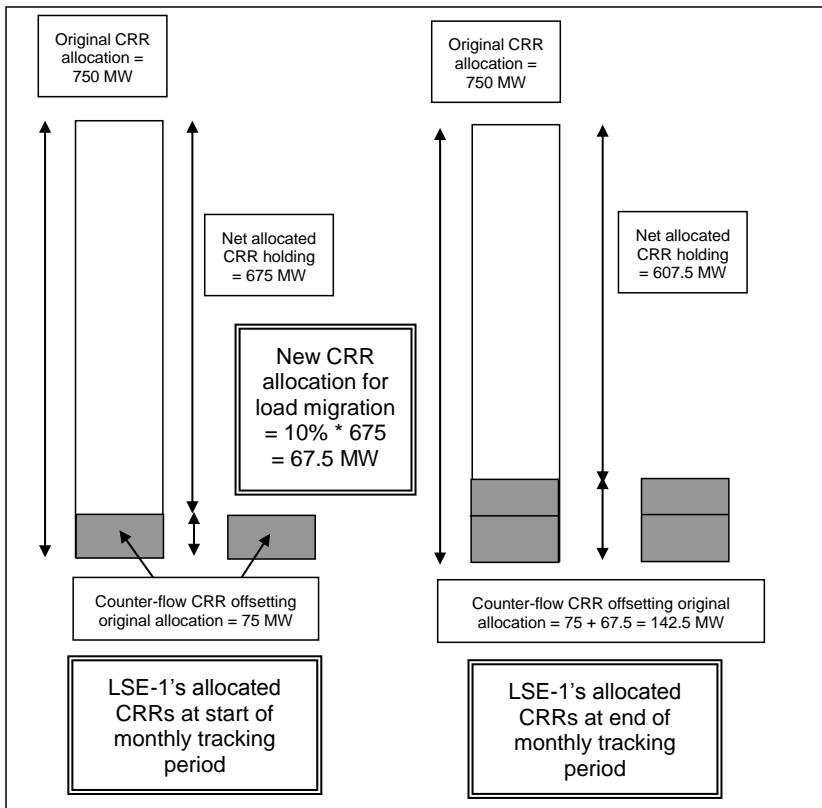 Original CRR
allocation =
750 MW
Original CRR
allocation =
750 MW
Net allocated
CRR holding
= 675 MW
Net allocated
CRR holding
= 607.5 MW
New CRR
allocation for
load migration
= 10% * 675
= 67.5 MW
Counter-flow CRR offsetting
original allocation = 75 MW
Counter-flow CRR offsetting original
allocation = 75 + 67.5 = 142.5 MW
LSE-1's allocated
CRRs at start of
monthly tracking
period
LSE-1's allocated
CRRs at end of
monthly tracking
period